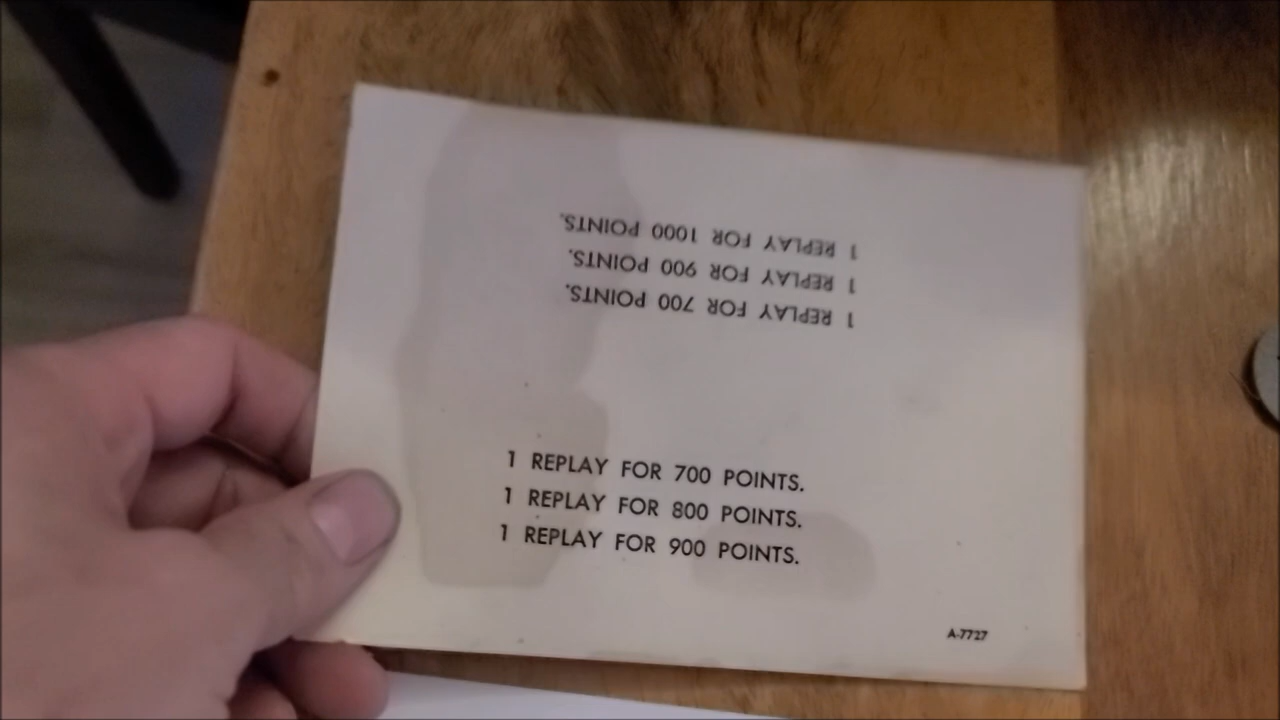 1 REPLAY FOR 1000 POINTS.
1 REPLAY FOR 900 POINTS.
1 REPLAY FOR 700 POINTS.
1 REPLAY FOR 700 POINTS.
1 REPLAY FOR 800 POINTS.
1 REPLAY FOR 900 POINTS.
A-7727